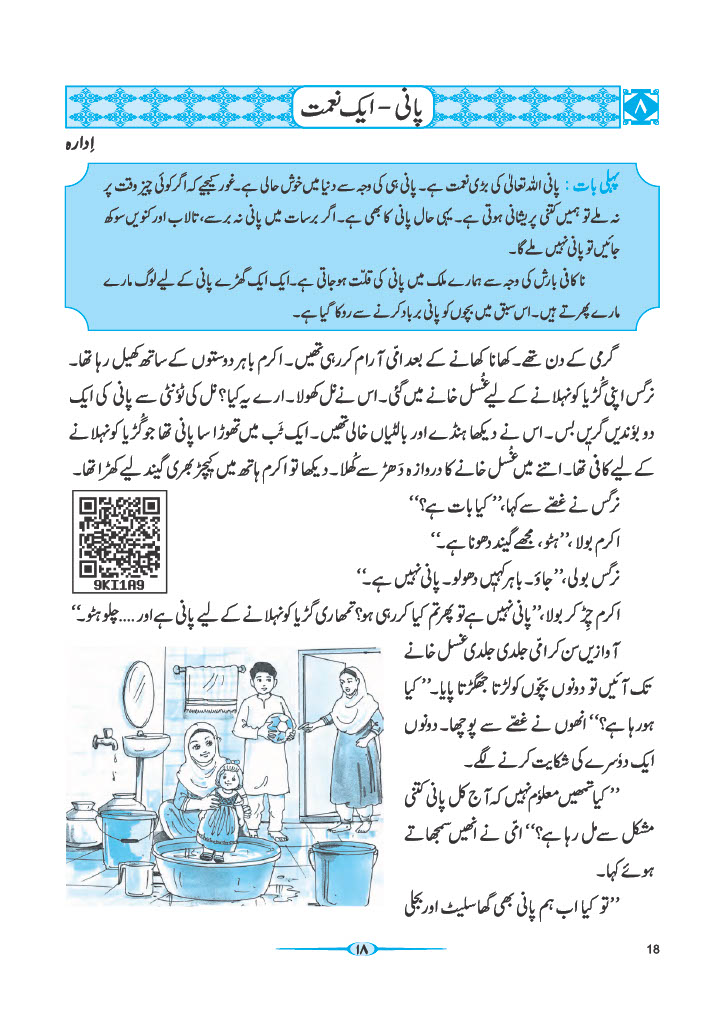 ۸
پانی – ایک نعمت
اِدارہ
پہلی بات : پانی اللہ تعالیٰ کی بڑی نعمت ہے۔ پانی ہی کی وجہ سے دنیا میں خوش حالی ہے۔ غور کیجیے کہ اگر کوئی چیز وقت پر
نہ ملے تو ہمیں کتنی پریشانی ہوتی ہے۔ یہی حال پانی کا بھی ہے۔ اگر برسات میں پانی نہ برسے، تالاب اور کنویں سوکھ
جائیں تو پانی نہیں ملے گا۔
ناکافی بارش کی وجہ سے ہمارے ملک میں پانی کی قلّت ہوجاتی ہے۔ ایک ایک گھڑے پانی کے لیے لوگ مارے
مارے پھرتے ہیں۔ اس سبق میں بچوں کو پانی برباد کرنے سے روکا گیا ہے۔
گرمی کے دن تھے۔ کھانا کھانے کے بعد امّی آرام کررہی تھیں۔ اکرم باہر دوستوں کے ساتھ کھیل رہا تھا۔
نرگس اپنی گُڑیا کو نہلانے کے لیے غُسل خانے میں گئی۔ اس نے نل کھولا۔ ارے یہ کیا؟ نل کی ٹونٹی سے پانی کی ایک
دو بوٗندیں گریں بس۔ اس نے دیکھا ہنڈے اور بالٹیاں خالی تھیں۔ ایک ٹَب میں تھوڑا سا پانی تھا جو گُڑیا کو نہلانے
کے لیے کافی تھا۔ اتنے میں غُسل خانے کا دروازہ دَھڑ سے کُھلا۔ دیکھا تو اکرم ہاتھ میں کیچڑ بھری گیند لیے کھڑا تھا۔
نرگس نے غصّے سے کہا، ’’کیا بات ہے؟‘‘
اکرم بولا، ’’ہٹو، مجھے گیند دھونا ہے۔‘‘
نرگس بولی، ’’جاؤ۔ باہر کہیں دھولو۔ پانی نہیں ہے۔‘‘
9KI1A9
اکرم چِڑ کر بولا، ’’پانی نہیں ہے تو پھر تم کیا کررہی ہو؟ تمھاری گڑیا کو نہلانے کے لیے پانی ہے اور .... چلو ہٹو۔‘‘
آوازیں سن کر امّی جلدی جلدی غسل خانے
تک آئیں تو دونوں بچّوں کو لڑتا جھگڑتا پایا۔ ’’کیا
ہورہا ہے؟‘‘ انھوں نے غصّے سے پوچھا۔ دونوں
ایک دوٗسرے کی شکایت کرنے لگے۔
’’کیا تمھیں معلوٗم نہیں کہ آج کل پانی کتنی
مشکل سے مل رہا ہے؟‘‘ امّی نے انھیں سمجھاتے
ہوئے کہا۔
’’تو کیا اب ہم پانی بھی گھاسلیٹ اور بجلی
۱۸
18